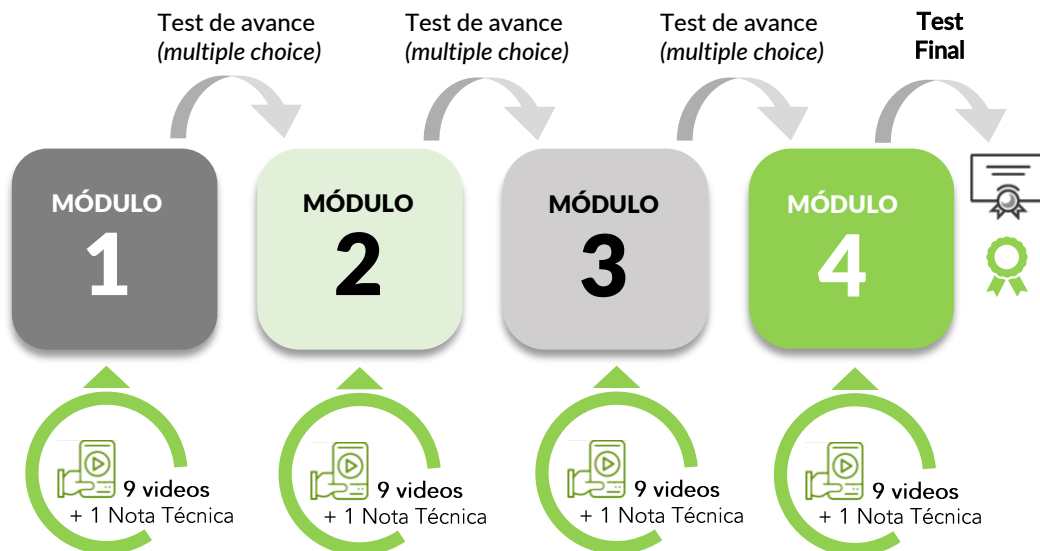 Test de avance
(multiple choice)
Test de avance
(multiple choice)
Test de avance
(multiple choice)
Test
Final
MÓDULO
1
MÓDULO
2
MÓDULO
3
MÓDULO
4
9 videos
+ 1 Nota Técnica
9 videos
+ 1 Nota Técnica
9 videos
+ 1 Nota Técnica
9 videos
+ 1 Nota Técnica